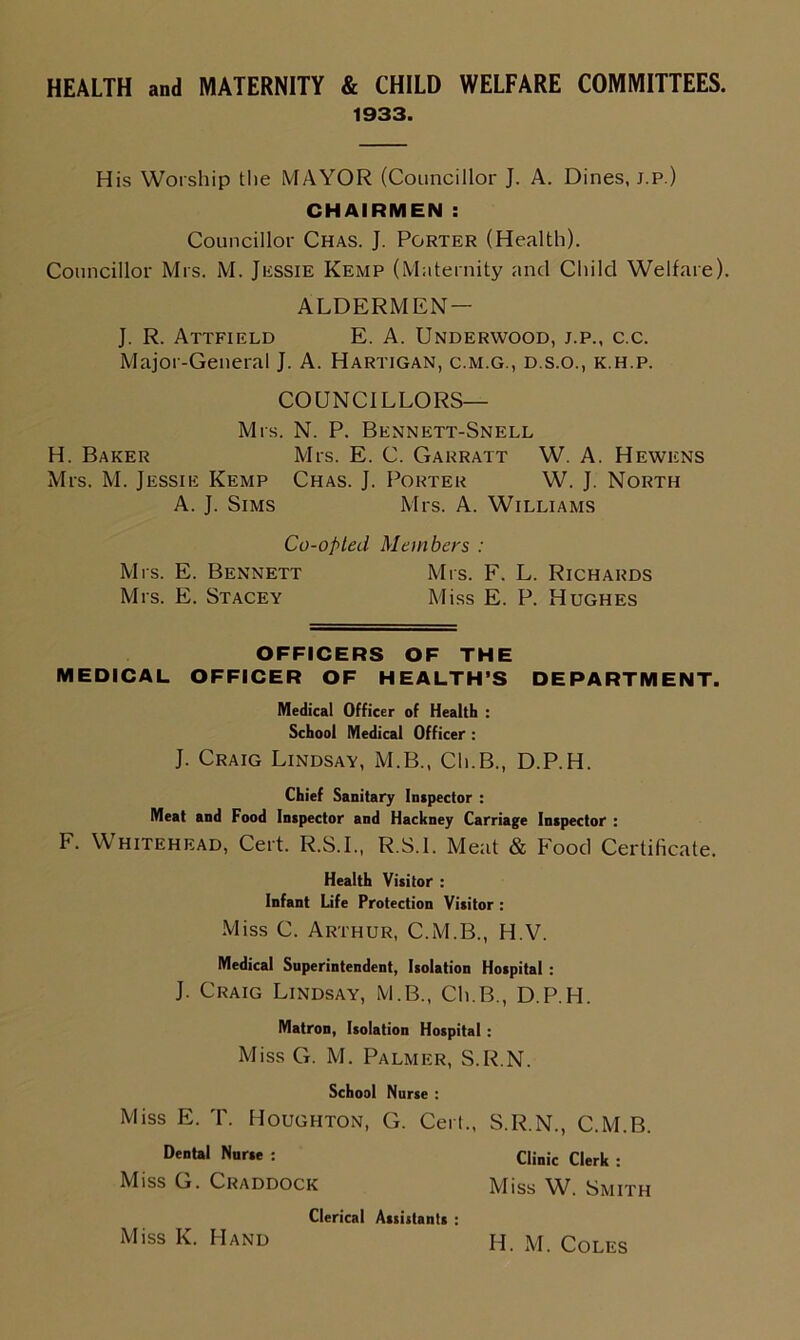 HEALTH and MATERNITY & CHILD WELFARE COMMITTEES.
1933.
His Worship the MAYOR (Councillor J. A. Dines, J.P.)
CHAIRMEN :
Councillor CHAS. J. PORTER (Health).
Councillor Mrs. M. JESSIE KEMP (Maternity and Child Welfare).
ALDERMEN—
J. R. ATTFIELD E. A. UNDERWOOD, J.P., C.C.
Major-General J. A. HARTIGAN, C.M.G., D.S.O., K.H.P.
COUNCILLORS—
Mrs. N. P. BENNETT-SNELL
H. BAKER Mrs. E. C. GARRATT W. A. HEWENS
Mrs. M. JESSIE KEMP CHAS. J. PORTER W. J. NORTH
A. J. SIMS Mrs. A. WILLIAMS
Co-opted Members :
Mrs. E. BENNETT Mrs. F. L. RICHARDS
Mrs. E. STACEY Miss E. P. HUGHES
OFFICERS OF THE
MEDICAL OFFICER OF HEALTH'S DEPARTMENT.
Medical Officer of Health :
School Medical Officer :
J. CRAIG LINDSAY, M.B., Ch.B., D.P.H.
Chief Sanitary Inspector :
Meat and Food Inspector and Hackney Carriage Inspector :
F. WHITEHEAD, Cert. R.S.I., R.S.I. Meat & Food Certificate.
Health Visitor :
Infant Life Protection Visitor :
Miss C. ARTHUR, C.M.B., H.V.
Medical Superintendent, Isolation Hospital :
J. CRAIG LINDSAY, M.B., Ch.B., D.P.H.
Matron, Isolation Hospital :
Miss G. M. PALMER, S.R.N.
School Nurse :
Miss E. T. HOUGHTON, G. Cert., S.R.N., C.M.B.
Dental Nurse : Clinic Clerk :
Miss G. CRADDOCK Miss W. SMITH
Clerical Assistants :
Miss K. HAND H. M. COLES